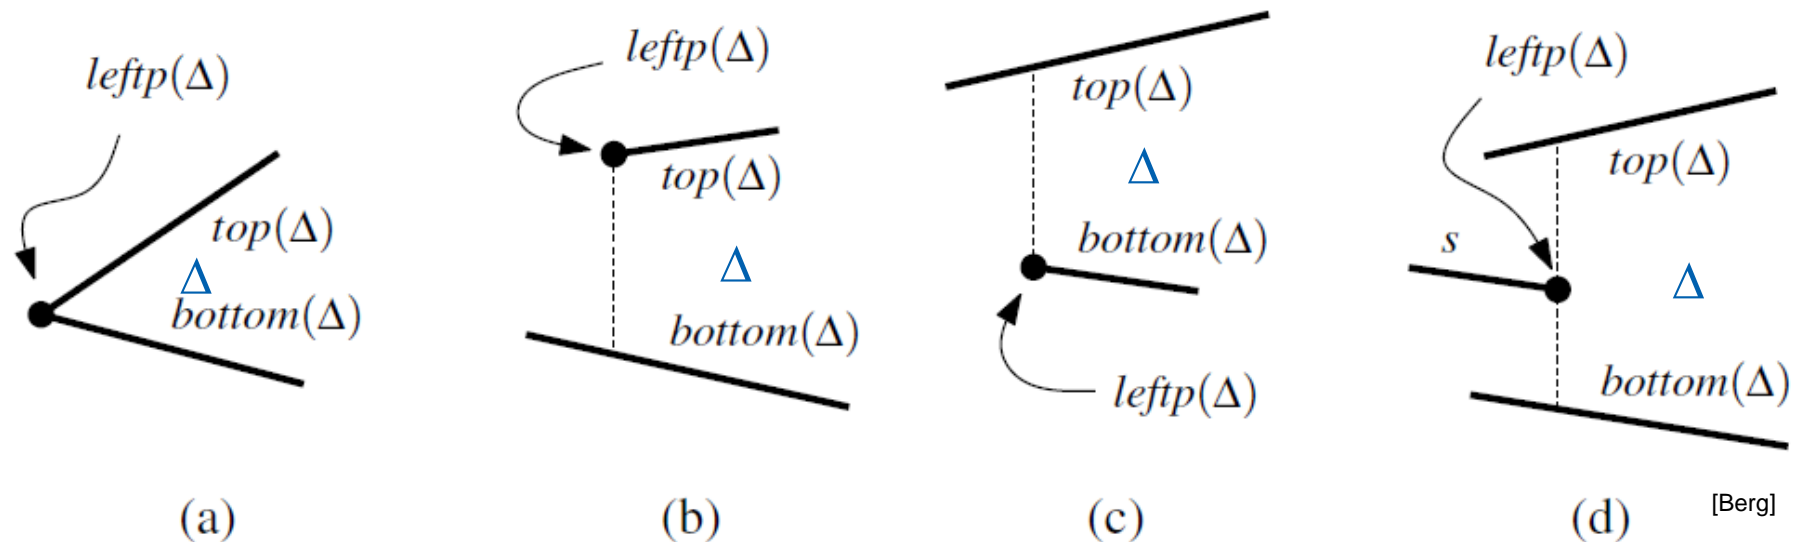 leftp(Δ)
top(Δ)
Δ
bottom(Δ)
(a)
leftp(Δ)
top(Δ)
Δ
bottom(Δ)
(b)
top(Δ)
Δ
bottom(Δ)
leftp(Δ)
(c)
leftp(Δ)
top(Δ)
s
Δ
bottom(Δ)
(d)
[Berg]